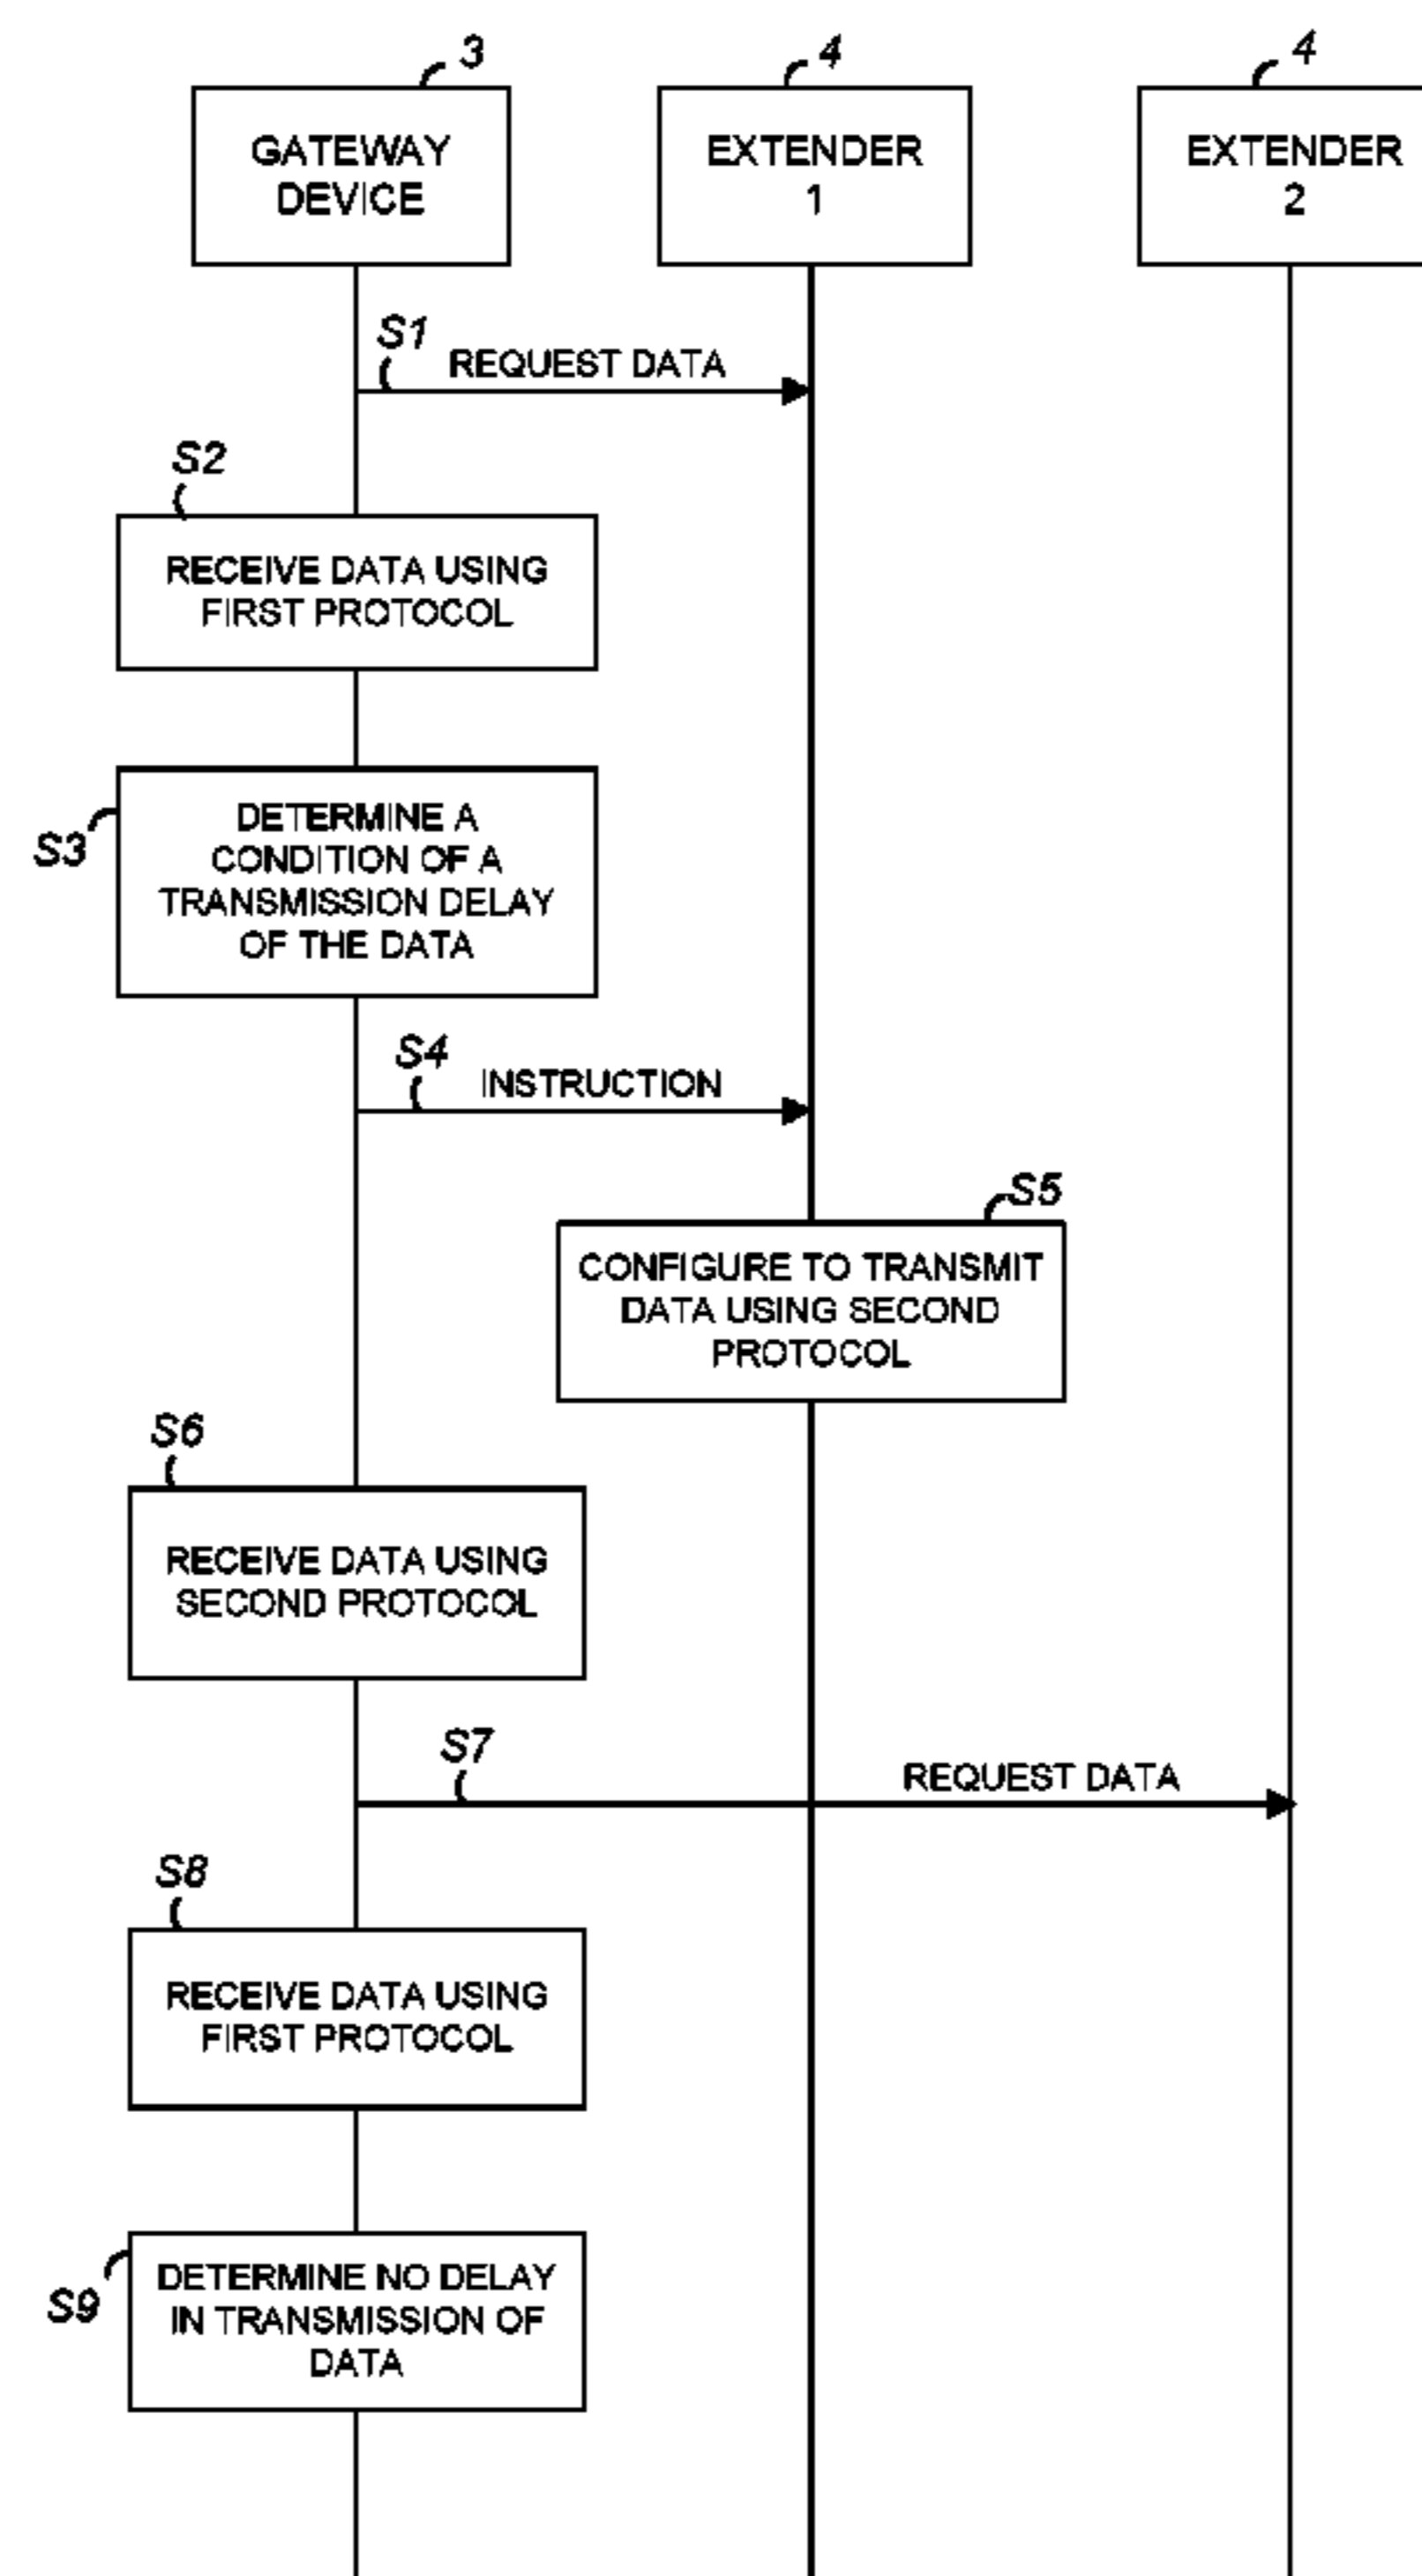 3
4
4
GATEWAY
DEVICE
EXTENDER
1
EXTENDER
2
S1
REQUEST DATA
S2
RECEIVE DATA USING
FIRST PROTOCOL
S3
DETERMINE A
CONDITION OF A
TRANSMISSION DELAY
OF THE DATA
S4
INSTRUCTION
S5
CONFIGURE TO TRANSMIT
DATA USING SECOND
PROTOCOL
S6
RECEIVE DATA USING
SECOND PROTOCOL
S7
REQUEST DATA
S8
RECEIVE DATA USING
FIRST PROTOCOL
S9
DETERMINE NO DELAY
IN TRANSMISSION OF
DATA